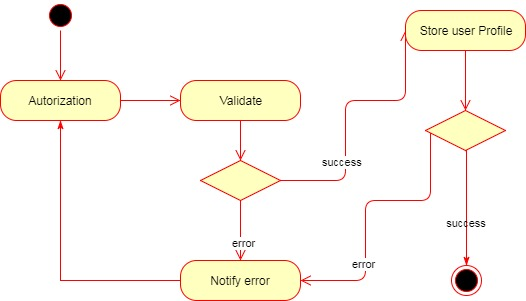 Store user Profile
Autorization
Validate
success
success
error
error
Notify error